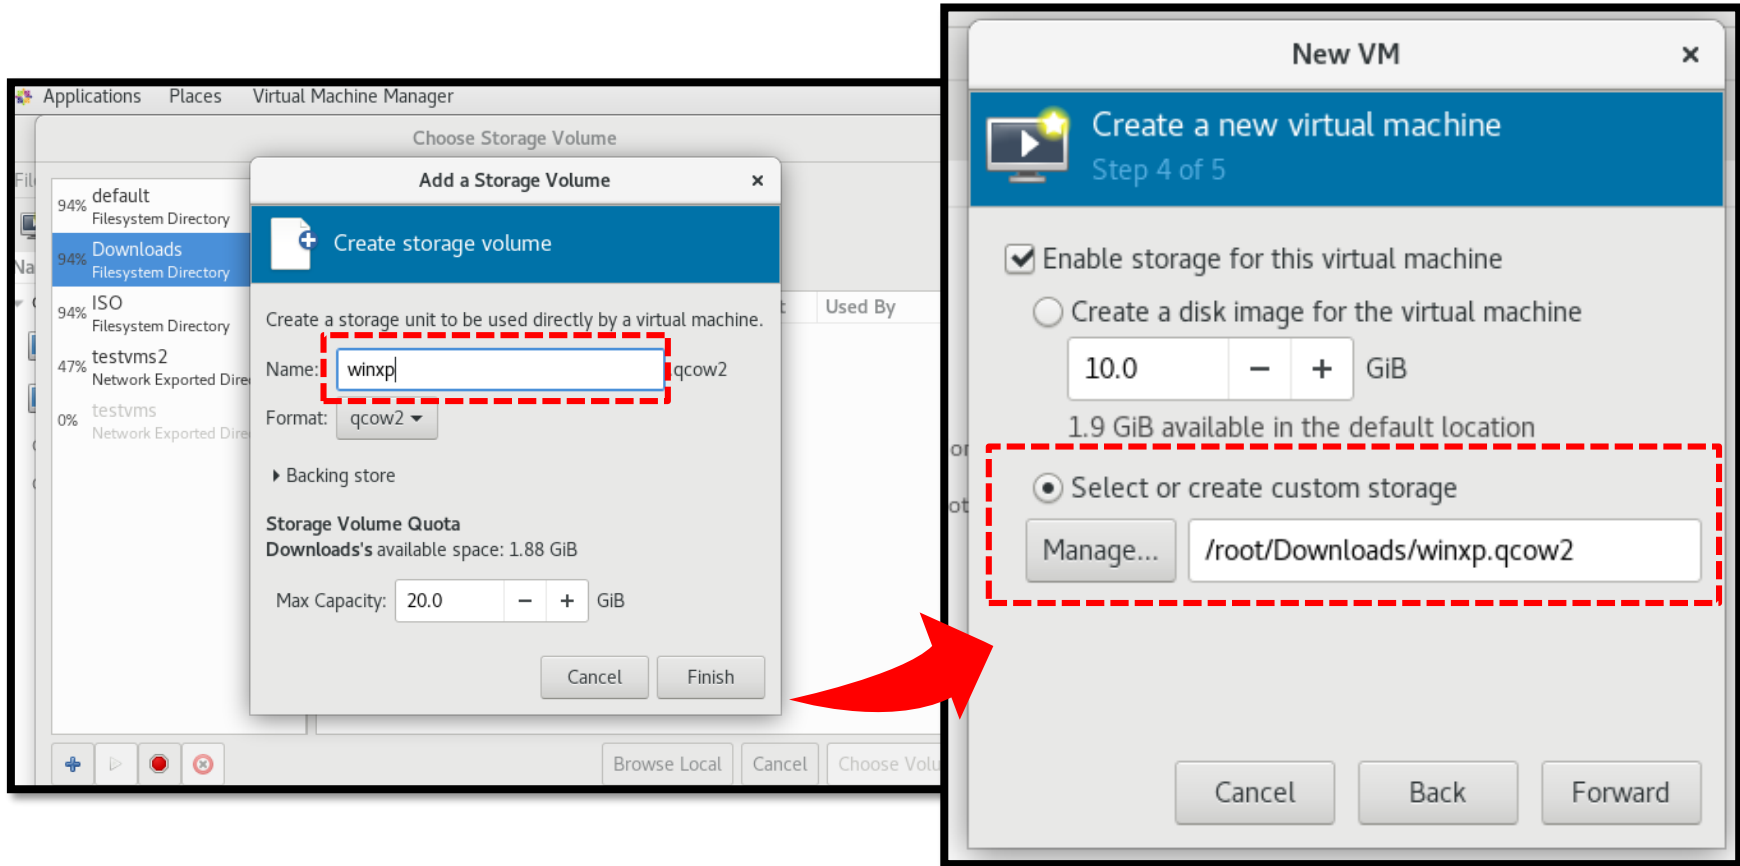 Applications Places Virtual Machine Manager
Choose Storage Volume
94% default
Filesystem Directory
94% Downloads
Filesystem Directory
94% ISO
Filesystem Directory
47% testvms2
Network Exported Dire
0% testvms
Network Exported Dire
Used By
Browse Local Cancel Choose Volu
Add a Storage Volume
Create storage volume
Create a storage unit to be used directly by a virtual machine.
Name: winxp qcow2
Format: qcow2
Backing store
Storage Volume Quota
Downloads's available space: 1.88 GiB
Max Capacity: 20.0 − + GiB
Cancel Finish
New VM
Create a new virtual machine
Step 4 of 5
Enable storage for this virtual machine
Create a disk image for the virtual machine
10.0 − + GiB
1.9 GiB available in the default location
Select or create custom storage
Manage... /root/Downloads/winxp.qcow2
Cancel Back Forward